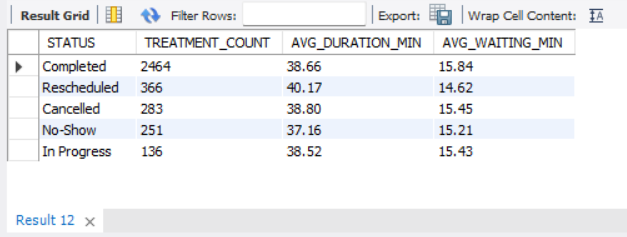 Result Grid Filter Rows: Export: Wrap Cell Content: IA
STATUS TREATMENT_COUNT AVG_DURATION_MIN AVG_WAITING_MIN
Completed 2464 38.66 15.84
Rescheduled 366 40.17 14.62
Cancelled 283 38.80 15.45
No-Show 251 37.16 15.21
In Progress 136 38.52 15.43
Result 12 ×